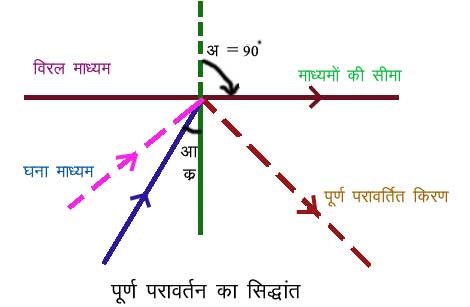 अ = 90°
विरल माध्यम
माध्यमों की सीमा
आ
क्र
घना माध्यम
पूर्ण परावर्तित किरण
पूर्ण परावर्तन का सिद्धांत